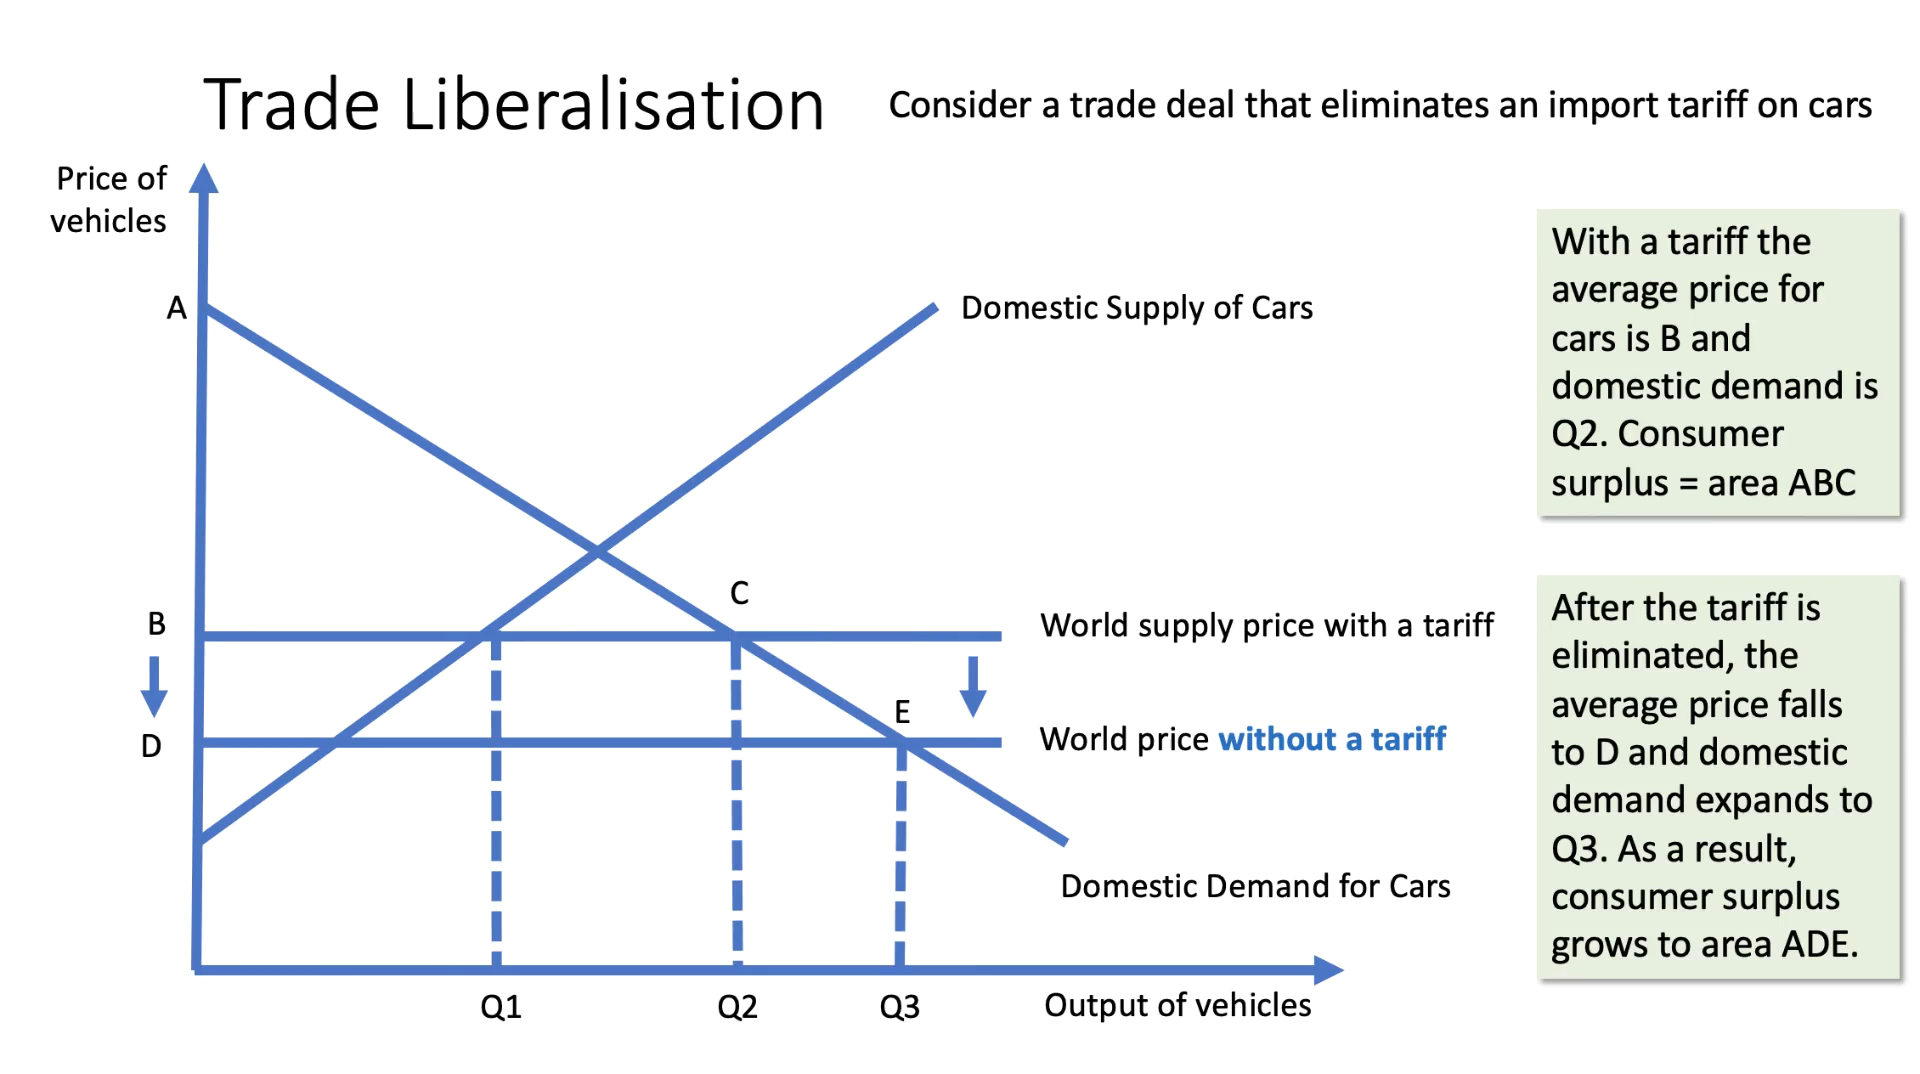 Trade Liberalisation
Consider a trade deal that eliminates an import tariff on cars
Price of
vehicles
A
Domestic Supply of Cars
With a tariff the
average price for
cars is B and
domestic demand is
Q2. Consumer
surplus = area ABC
C
B
World supply price with a tariff
E
D
World price without a tariff
After the tariff is
eliminated, the
average price falls
to D and domestic
demand expands to
Q3. As a result,
consumer surplus
grows to area ADE.
Domestic Demand for Cars
Q1
Q2
Q3
Output of vehicles